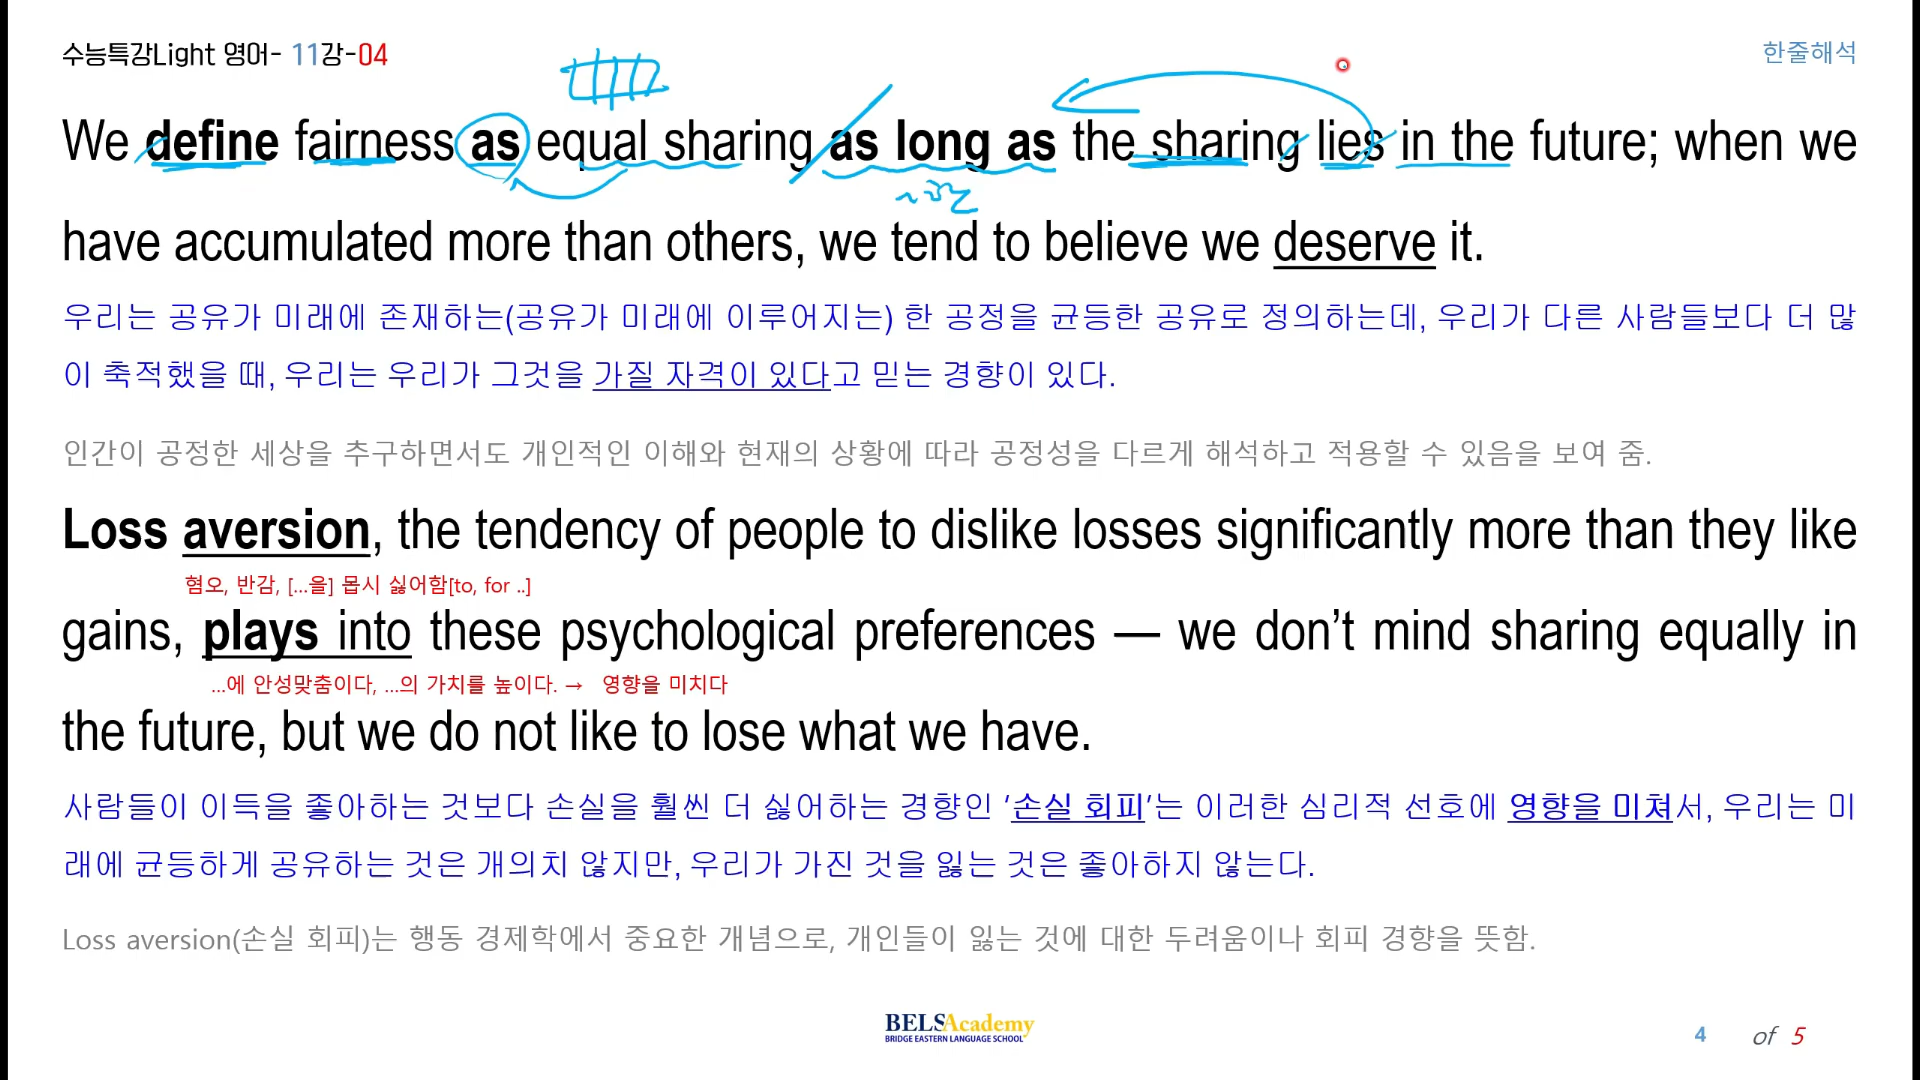 수능특강Light 영어- 11강-04
한줄해석
We define fairness as equal sharing as long as the sharing lies in the future; when we
have accumulated more than others, we tend to believe we deserve it.
우리는 공유가 미래에 존재하는(공유가 미래에 이루어지는) 한 공정을 균등한 공유로 정의하는데, 우리가 다른 사람들보다 더 많
이 축적했을 때, 우리는 우리가 그것을 가질 자격이 있다고 믿는 경향이 있다.
인간이 공정한 세상을 추구하면서도 개인적인 이해와 현재의 상황에 따라 공정성을 다르게 해석하고 적용할 수 있음을 보여 줌.
Loss aversion, the tendency of people to dislike losses significantly more than they like
혐오, 반감, […을] 몹시 싫어함[to, for ..]
gains, plays into these psychological preferences — we don’t mind sharing equally in
…에 안성맞춤이다, …의 가치를 높이다. → 영향을 미치다
the future, but we do not like to lose what we have.
사람들이 이득을 좋아하는 것보다 손실을 훨씬 더 싫어하는 경향인 ‘손실 회피’는 이러한 심리적 선호에 영향을 미쳐서, 우리는 미
래에 균등하게 공유하는 것은 개의치 않지만, 우리가 가진 것을 잃는 것은 좋아하지 않는다.
Loss aversion(손실 회피)는 행동 경제학에서 중요한 개념으로, 개인들이 잃는 것에 대한 두려움이나 회피 경향을 뜻함.
BELSAcademy
BRIDGE EASTERN LANGUAGE SCHOOL
4 of 5